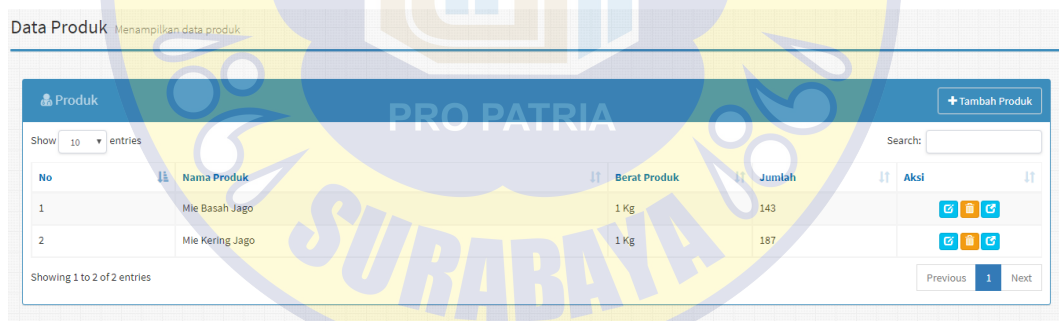 Data Produk Menampilkan data produk
Produk + Tambah Produk
PRO PATRIA
Show 10 entries Search:
No Nama Produk Berat Produk Jumlah Aksi
1 Mie Basah Jago 1 Kg 143
2 Mie Kering Jago 1 Kg 187
SURABAYA
Showing 1 to 2 of 2 entries Previous 1 Next